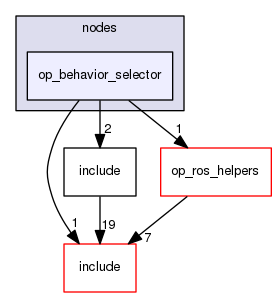 nodes
op_behavior_selector
2
1
include
op_ros_helpers
1
19
7
include